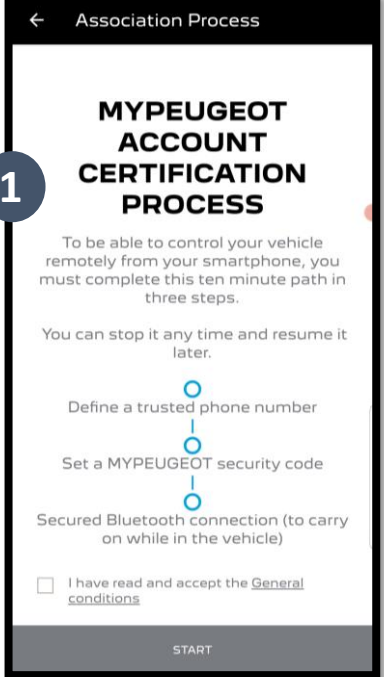 Association Process
MYPEUGEOT
ACCOUNT
CERTIFICATION
PROCESS
1
To be able to control your vehicle
remotely from your smartphone, you
must complete this ten minute path in
three steps.
You can stop it any time and resume it
later.
Define a trusted phone number
Set a MYPEUGEOT security code
Secured Bluetooth connection (to carry
on while in the vehicle)
I have read and accept the General
conditions
START